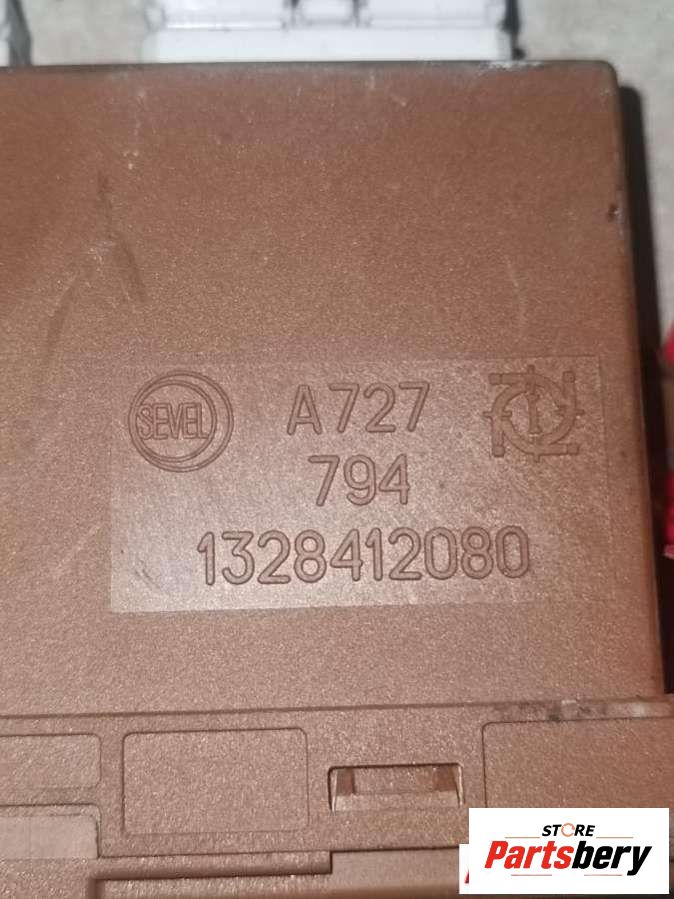 SEVEL A727
794
1328412080
STORE
Partsbery